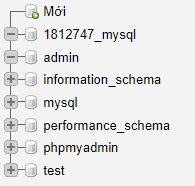 Mới
1812747_mysql
admin
information_schema
mysql
performance_schema
phpmyadmin
test